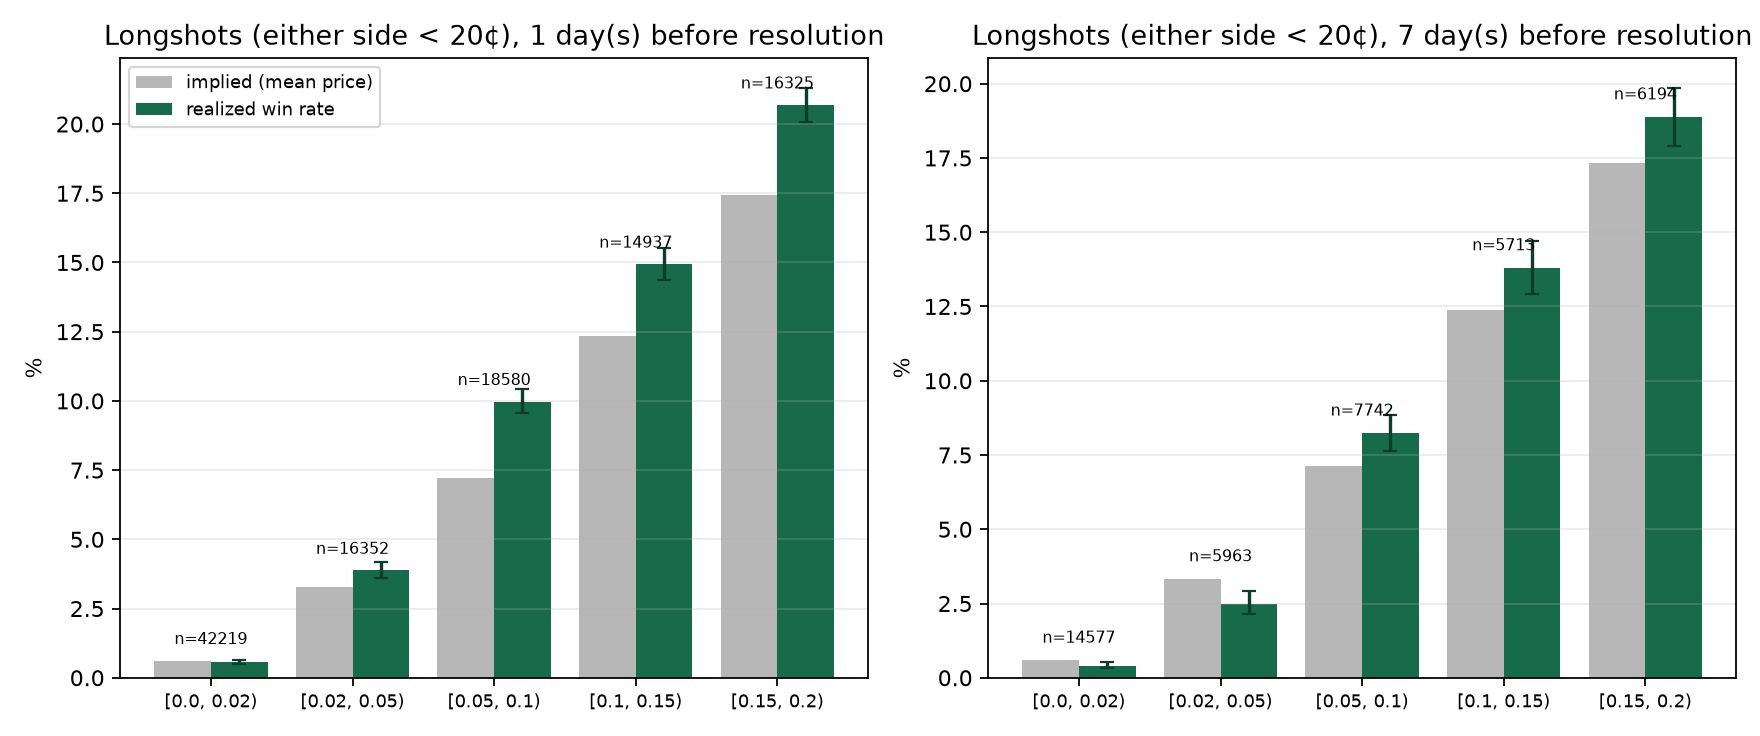 Longshots (either side < 20¢), 1 day(s) before resolution
implied (mean price)
realized win rate
%
20.0
17.5
15.0
12.5
10.0
7.5
5.0
2.5
0.0
n=42219
n=16352
n=18580
n=14937
n=16325
[0.0, 0.02)
[0.02, 0.05)
[0.05, 0.1)
[0.1, 0.15)
[0.15, 0.2)
Longshots (either side < 20¢), 7 day(s) before resolution
%
20.0
17.5
15.0
12.5
10.0
7.5
5.0
2.5
0.0
n=14577
n=5963
n=7742
n=5713
n=6194
[0.0, 0.02)
[0.02, 0.05)
[0.05, 0.1)
[0.1, 0.15)
[0.15, 0.2)